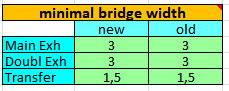 minimal bridge width
new old
Main Exh 3 3
Doubl Exh 3 3
Transfer 1,5 1,5